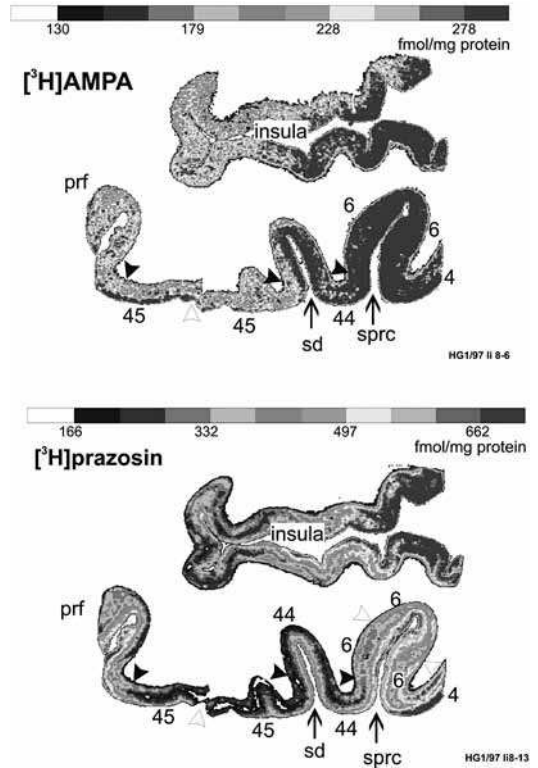 130 179 228 278
fmol/mg protein
[³H]AMPA
insula
prf
6
6
45 45 44 4
sd sprc
HG1/97 li 8-6
166 332 497 662
fmol/mg protein
[³H]prazosin
insula
prf
44 6 6
6
45 45 44 4
sd sprc
HG1/97 li8-13